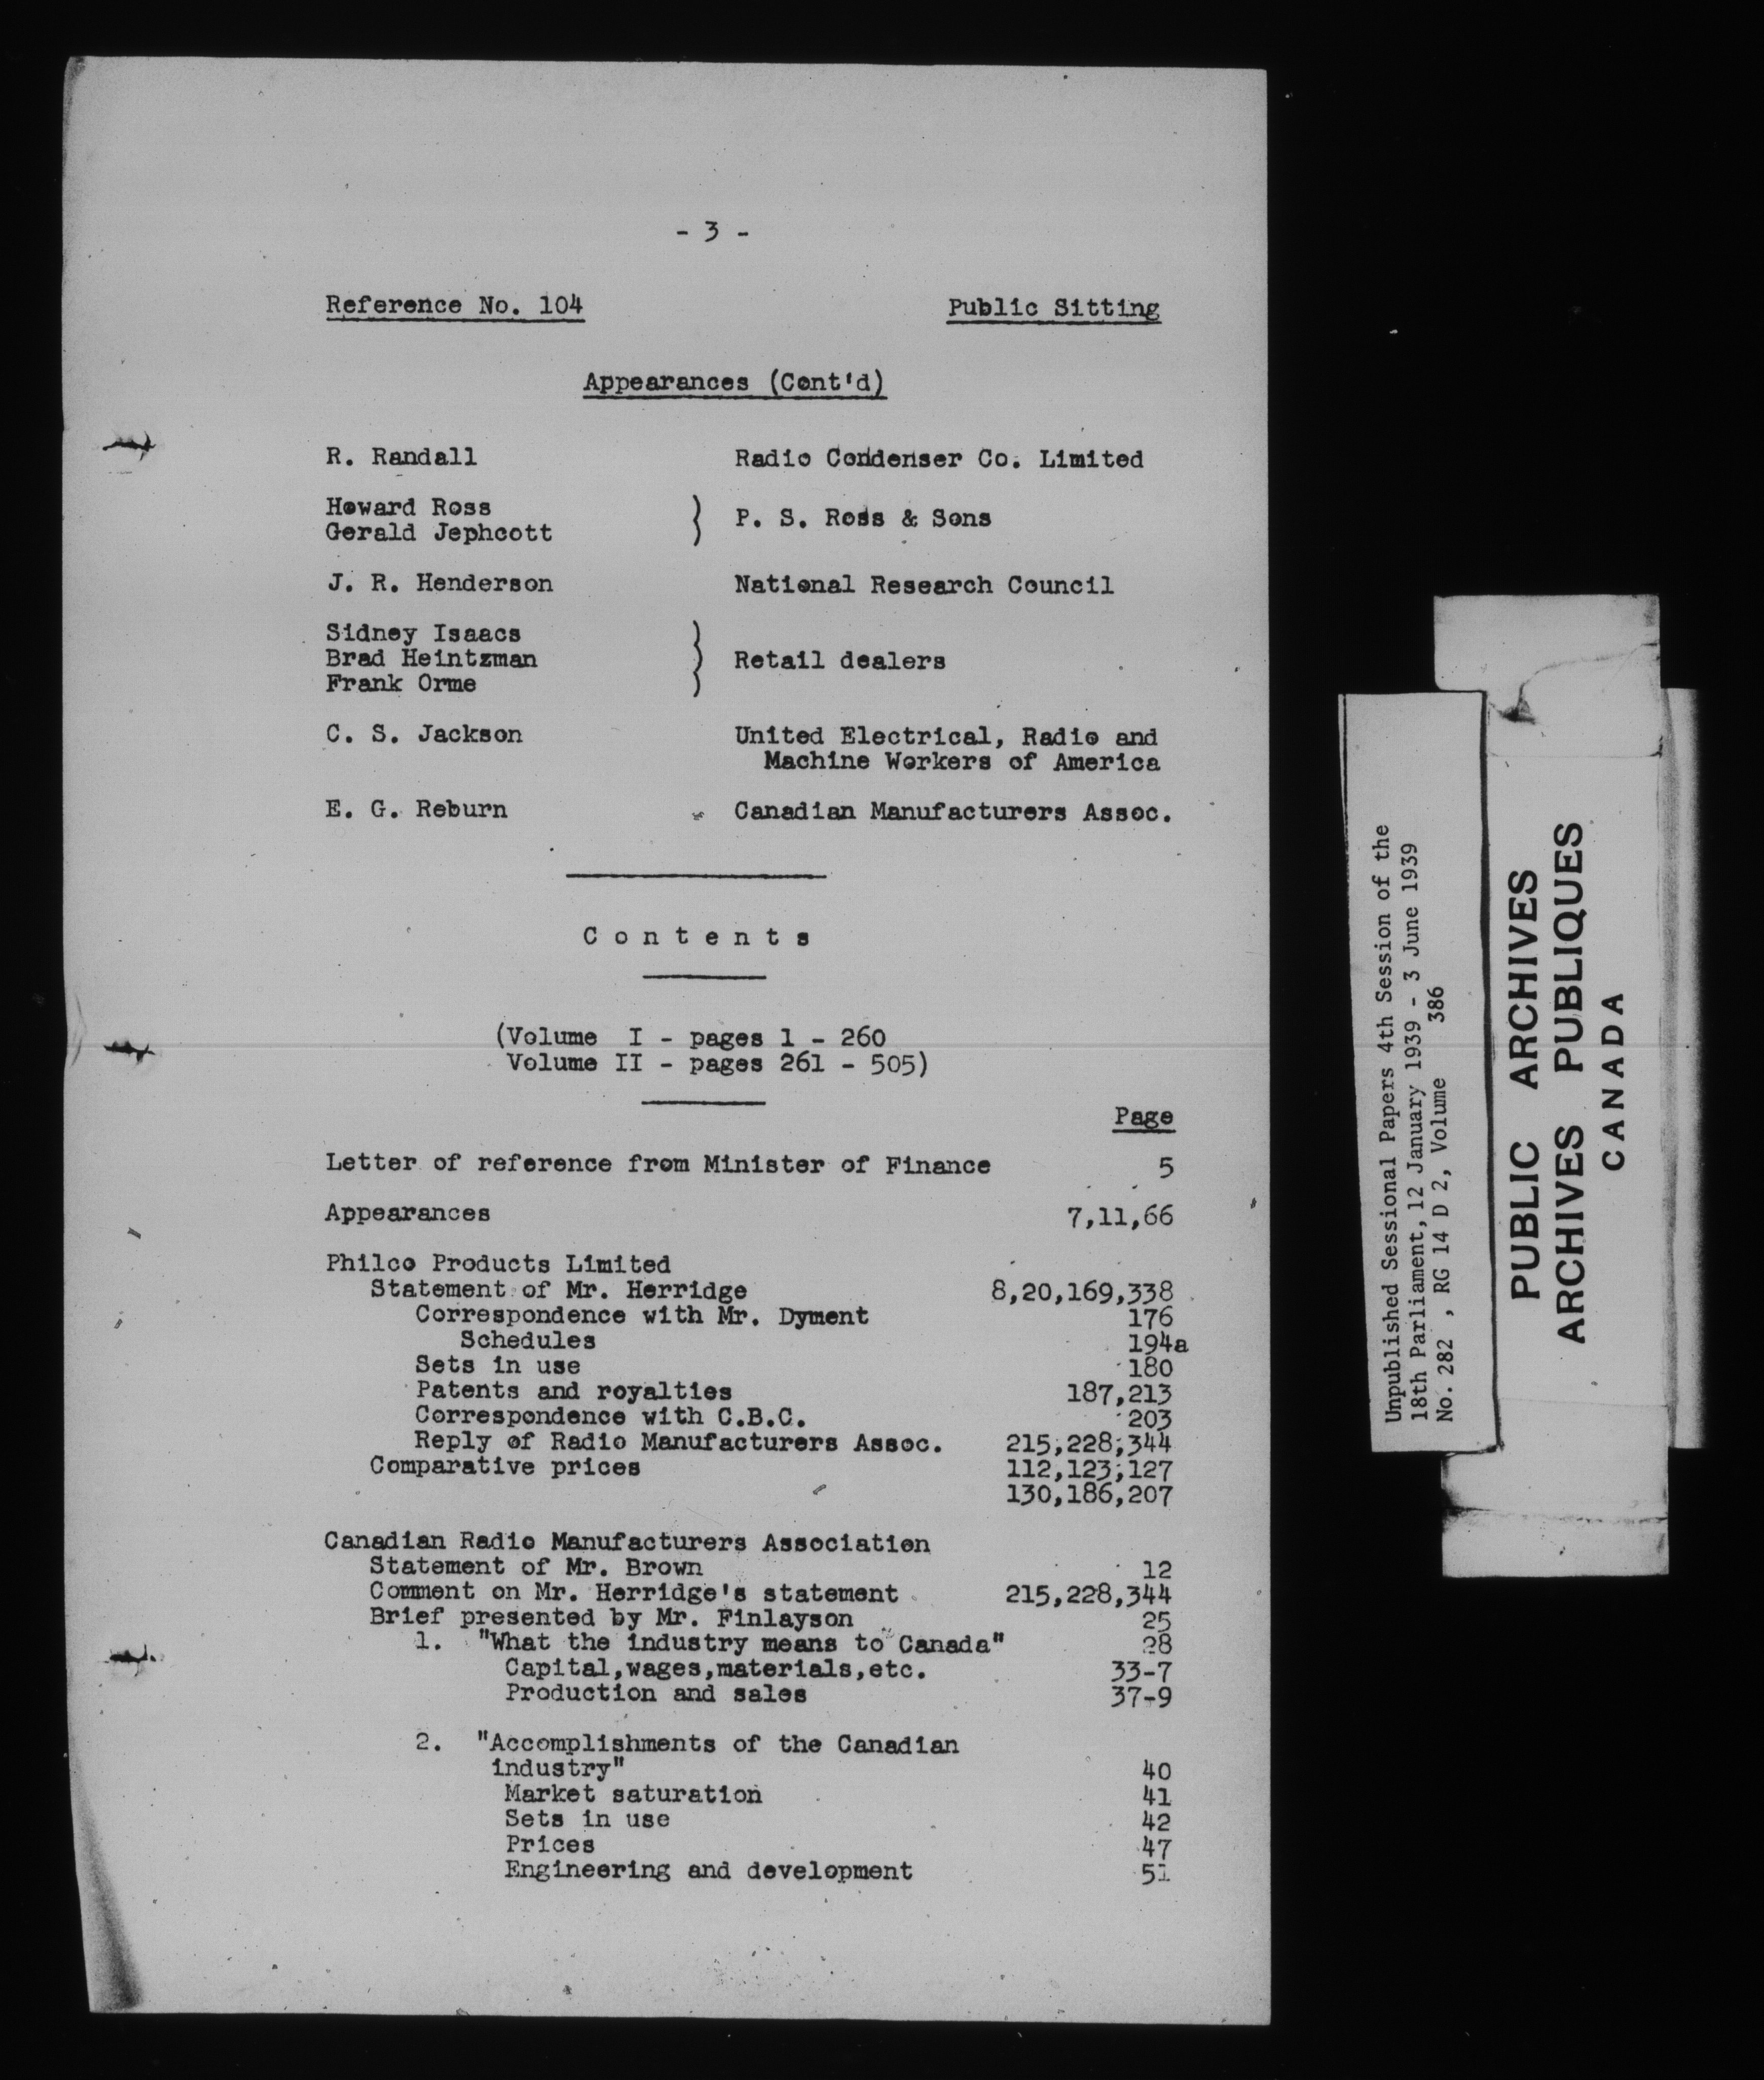 - 3 -
Reference No. 104 Public Sitting
Appearances (Cont'd)
R. Randall Radio Condenser Co. Limited
Howard Ross
Gerald Jephcott } P. S. Ross & Sons
J. R. Henderson National Research Council
Sidney Isaacs
Brad Heintzman } Retail dealers
Frank Orme
C. S. Jackson United Electrical, Radio and
Machine Workers of America
E. G. Reburn Canadian Manufacturers Assoc.
Contents
(Volume I - pages 1 - 260
Volume II - pages 261 - 505)
Page
Letter of reference from Minister of Finance 5
Appearances 7,11,66
Philco Products Limited
Statement of Mr. Herridge 8,20,169,338
Correspondence with Mr. Dyment 176
Schedules 194a
Sets in use 180
Patents and royalties 187,213
Correspondence with C.B.C. 203
Reply of Radio Manufacturers Assoc. 215,228,344
Comparative prices 112,123,127
130,186,207
Canadian Radio Manufacturers Association
Statement of Mr. Brown 12
Comment on Mr. Herridge's statement 215,228,344
Brief presented by Mr. Finlayson 25
1. "What the industry means to Canada" 28
Capital,wages,materials,etc. 33-7
Production and sales 37-9
2. "Accomplishments of the Canadian
industry" 40
Market saturation 41
Sets in use 42
Prices 47
Engineering and development 51
Unpublished Sessional Papers 4th Session of the
18th Parliament, 12 January 1939 - 3 June 1939
No. 282 , RG 14 D 2, Volume 386
PUBLIC ARCHIVES
ARCHIVES PUBLIQUES
CANADA